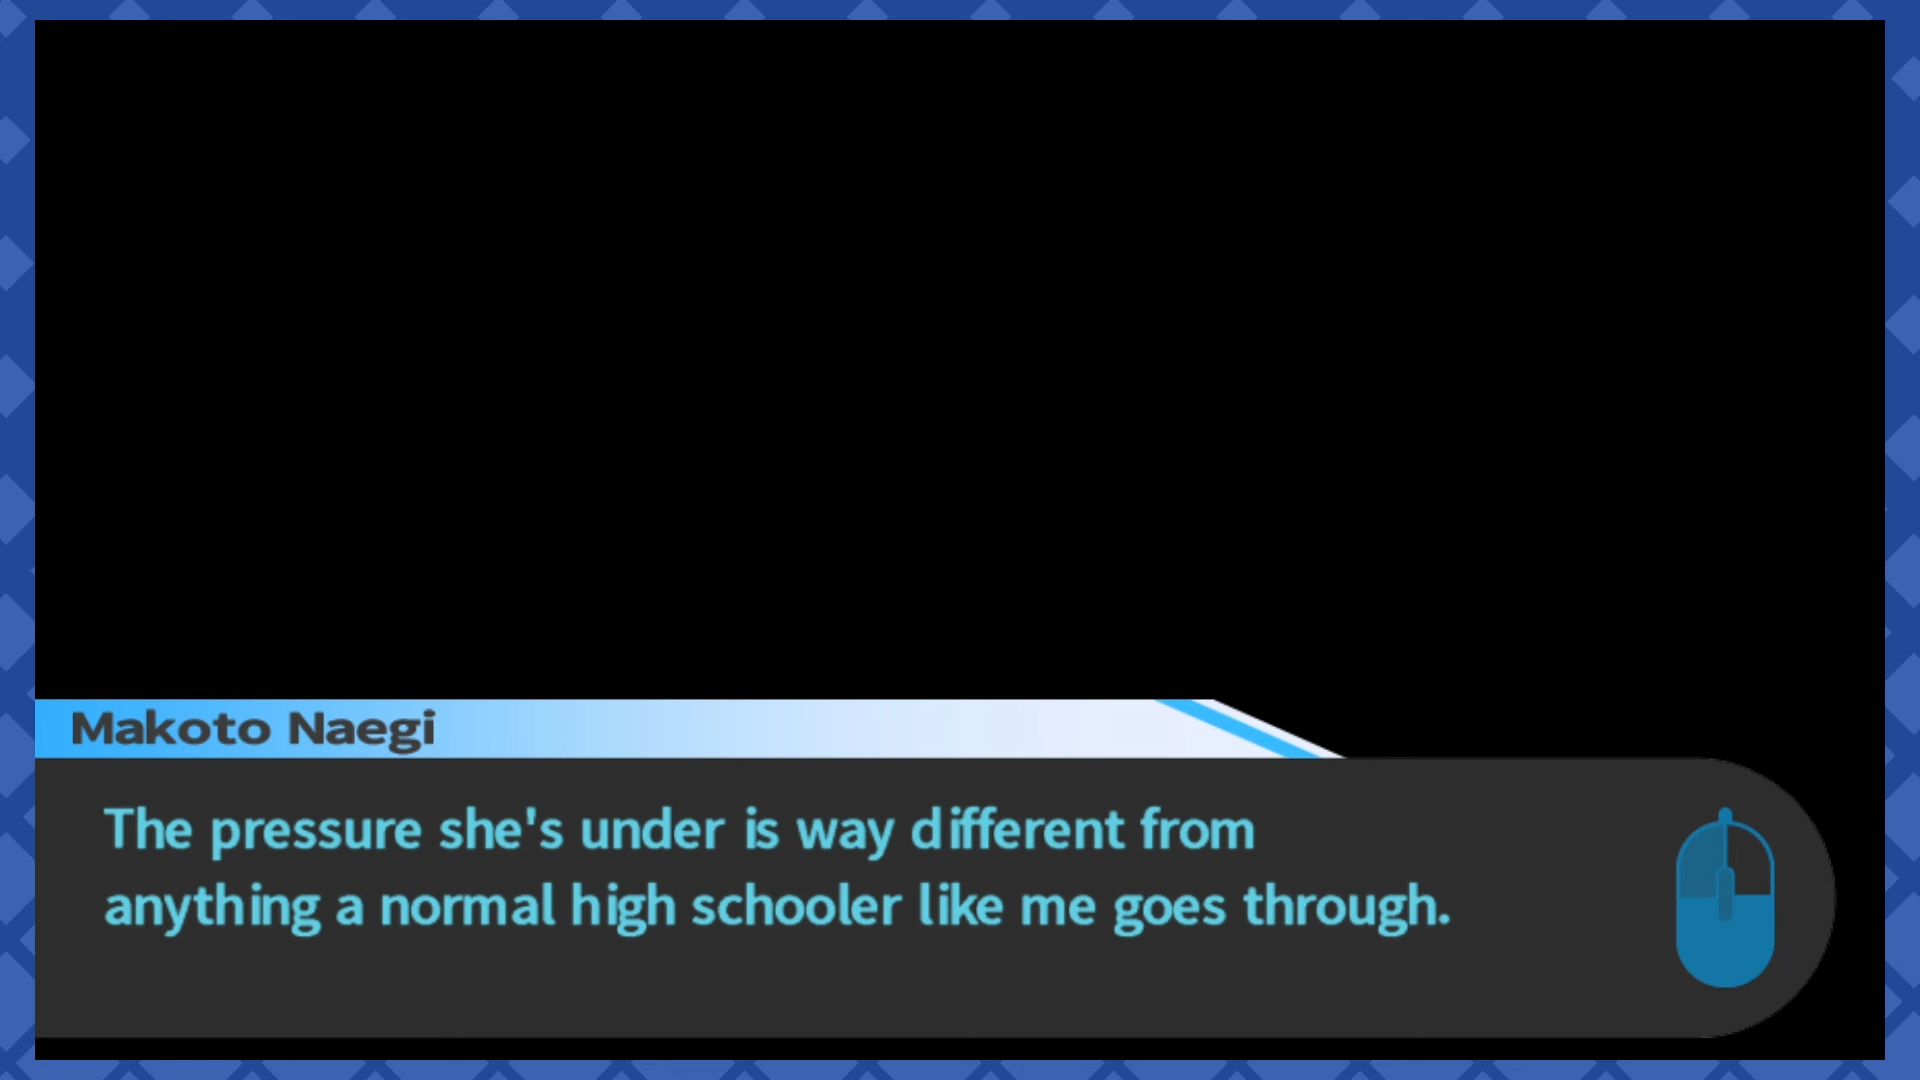 Makoto Naegi
The pressure she's under is way different from
anything a normal high schooler like me goes through.